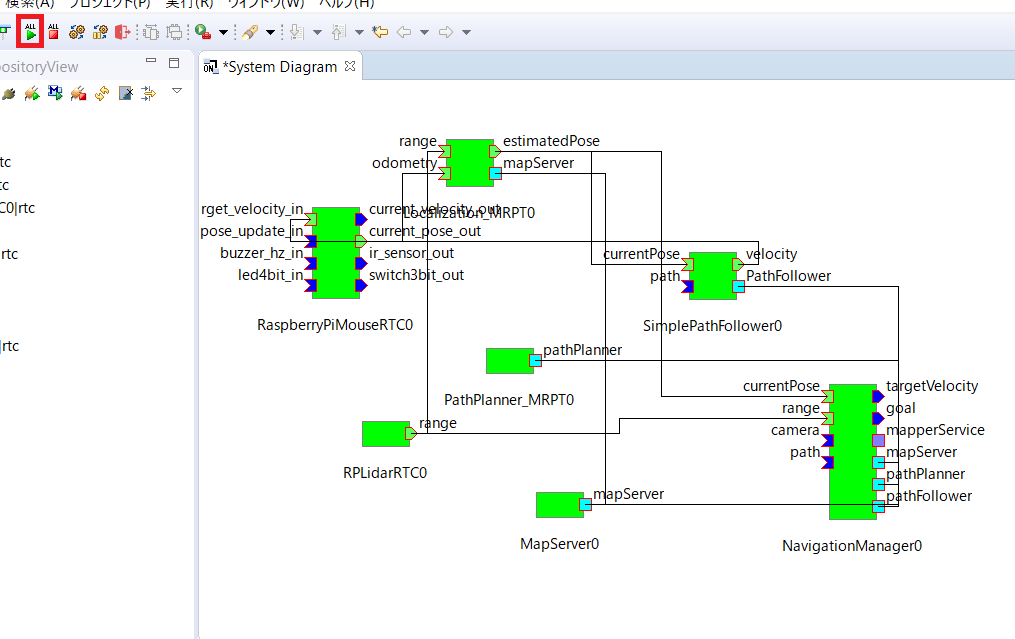 検索(A) プロジェクト(P) 実行(R) ウィンドウ(W) ヘルプ(H)
ALL
ALL
ositoryView
ON
*System Diagram
tc
tc
C0|rtc
rtc
|rtc
range
estimatedPose
odometry
mapServer
Localization_MRPT0
rget_velocity_in
current_velocity_out
pose_update_in
current_pose_out
buzzer_hz_in
ir_sensor_out
led4bit_in
switch3bit_out
RaspberryPiMouseRTC0
currentPose
velocity
path
PathFollower
SimplePathFollower0
pathPlanner
PathPlanner_MRPT0
range
RPLidarRTC0
mapServer
MapServer0
currentPose
targetVelocity
range
goal
camera
mapperService
path
mapServer
pathPlanner
pathFollower
NavigationManager0